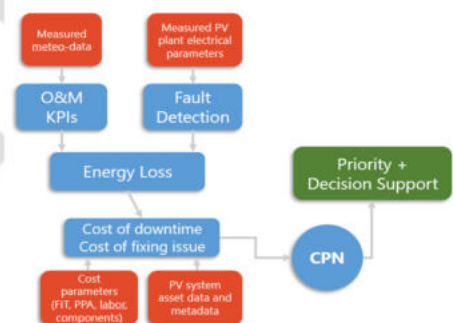 Measured
meteo-data
Measured PV
plant electrical
parameters
O&M
KPIs
Fault
Detection
Energy Loss
Priority +
Decision Support
Cost of downtime
Cost of fixing issue
CPN
Cost
parameters
(FiT, PPA, labor,
components)
PV system
asset data and
metadata